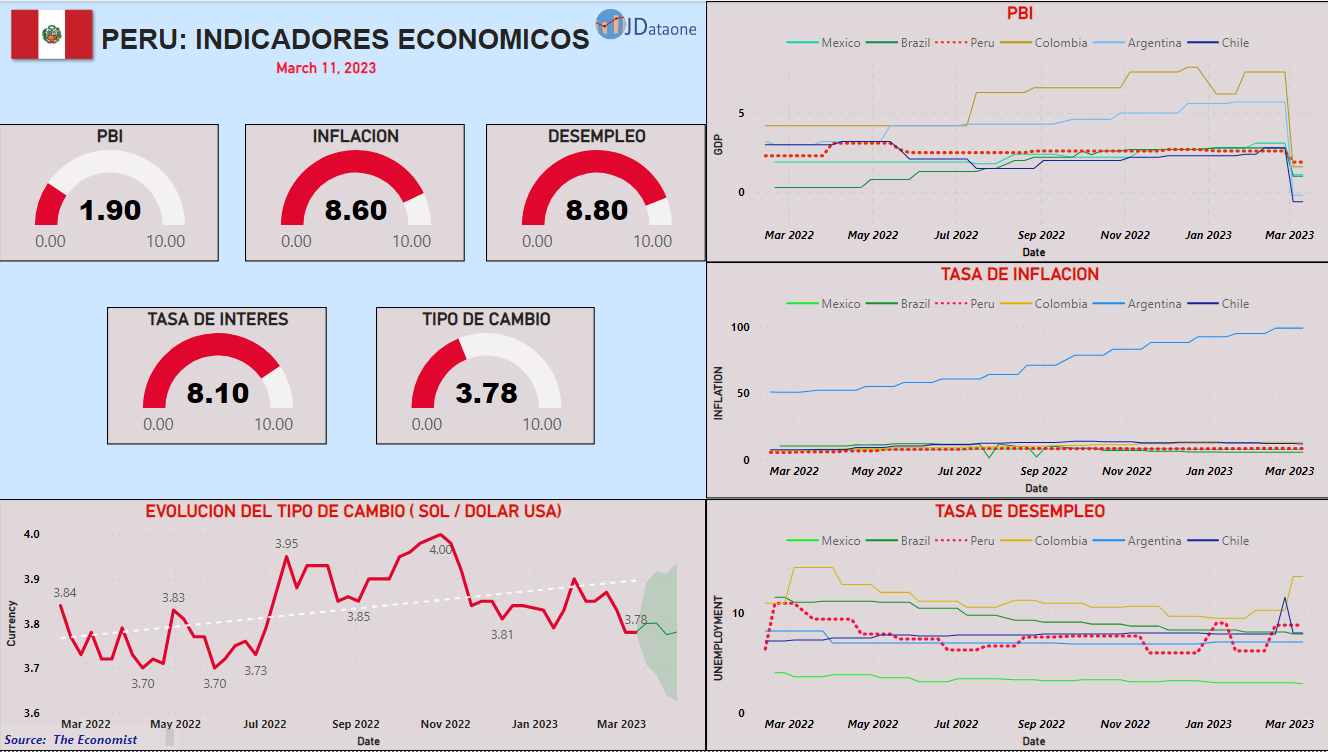 PERU: INDICADORES ECONOMICOS
JDataone
March 11, 2023
PBI
1.90
0.00
10.00
INFLACION
8.60
0.00
10.00
DESEMPLEO
8.80
0.00
10.00
TASA DE INTERES
8.10
0.00
10.00
TIPO DE CAMBIO
3.78
0.00
10.00
EVOLUCION DEL TIPO DE CAMBIO ( SOL / DOLAR USA)
4.0
3.9
3.8
3.7
3.6
Currency
3.84
3.70
3.83
3.70
3.73
3.95
3.85
4.00
3.81
3.78
Mar 2022 May 2022 Jul 2022 Sep 2022 Nov 2022 Jan 2023 Mar 2023
Date
Source: The Economist
PBI
Mexico Brazil Peru Colombia Argentina Chile
5
0
GDP
Mar 2022 May 2022 Jul 2022 Sep 2022 Nov 2022 Jan 2023 Mar 2023
Date
TASA DE INFLACION
Mexico Brazil Peru Colombia Argentina Chile
100
50
0
INFLATION
Mar 2022 May 2022 Jul 2022 Sep 2022 Nov 2022 Jan 2023 Mar 2023
Date
TASA DE DESEMPLEO
Mexico Brazil Peru Colombia Argentina Chile
10
0
UNEMPLOYMENT
Mar 2022 May 2022 Jul 2022 Sep 2022 Nov 2022 Jan 2023 Mar 2023
Date